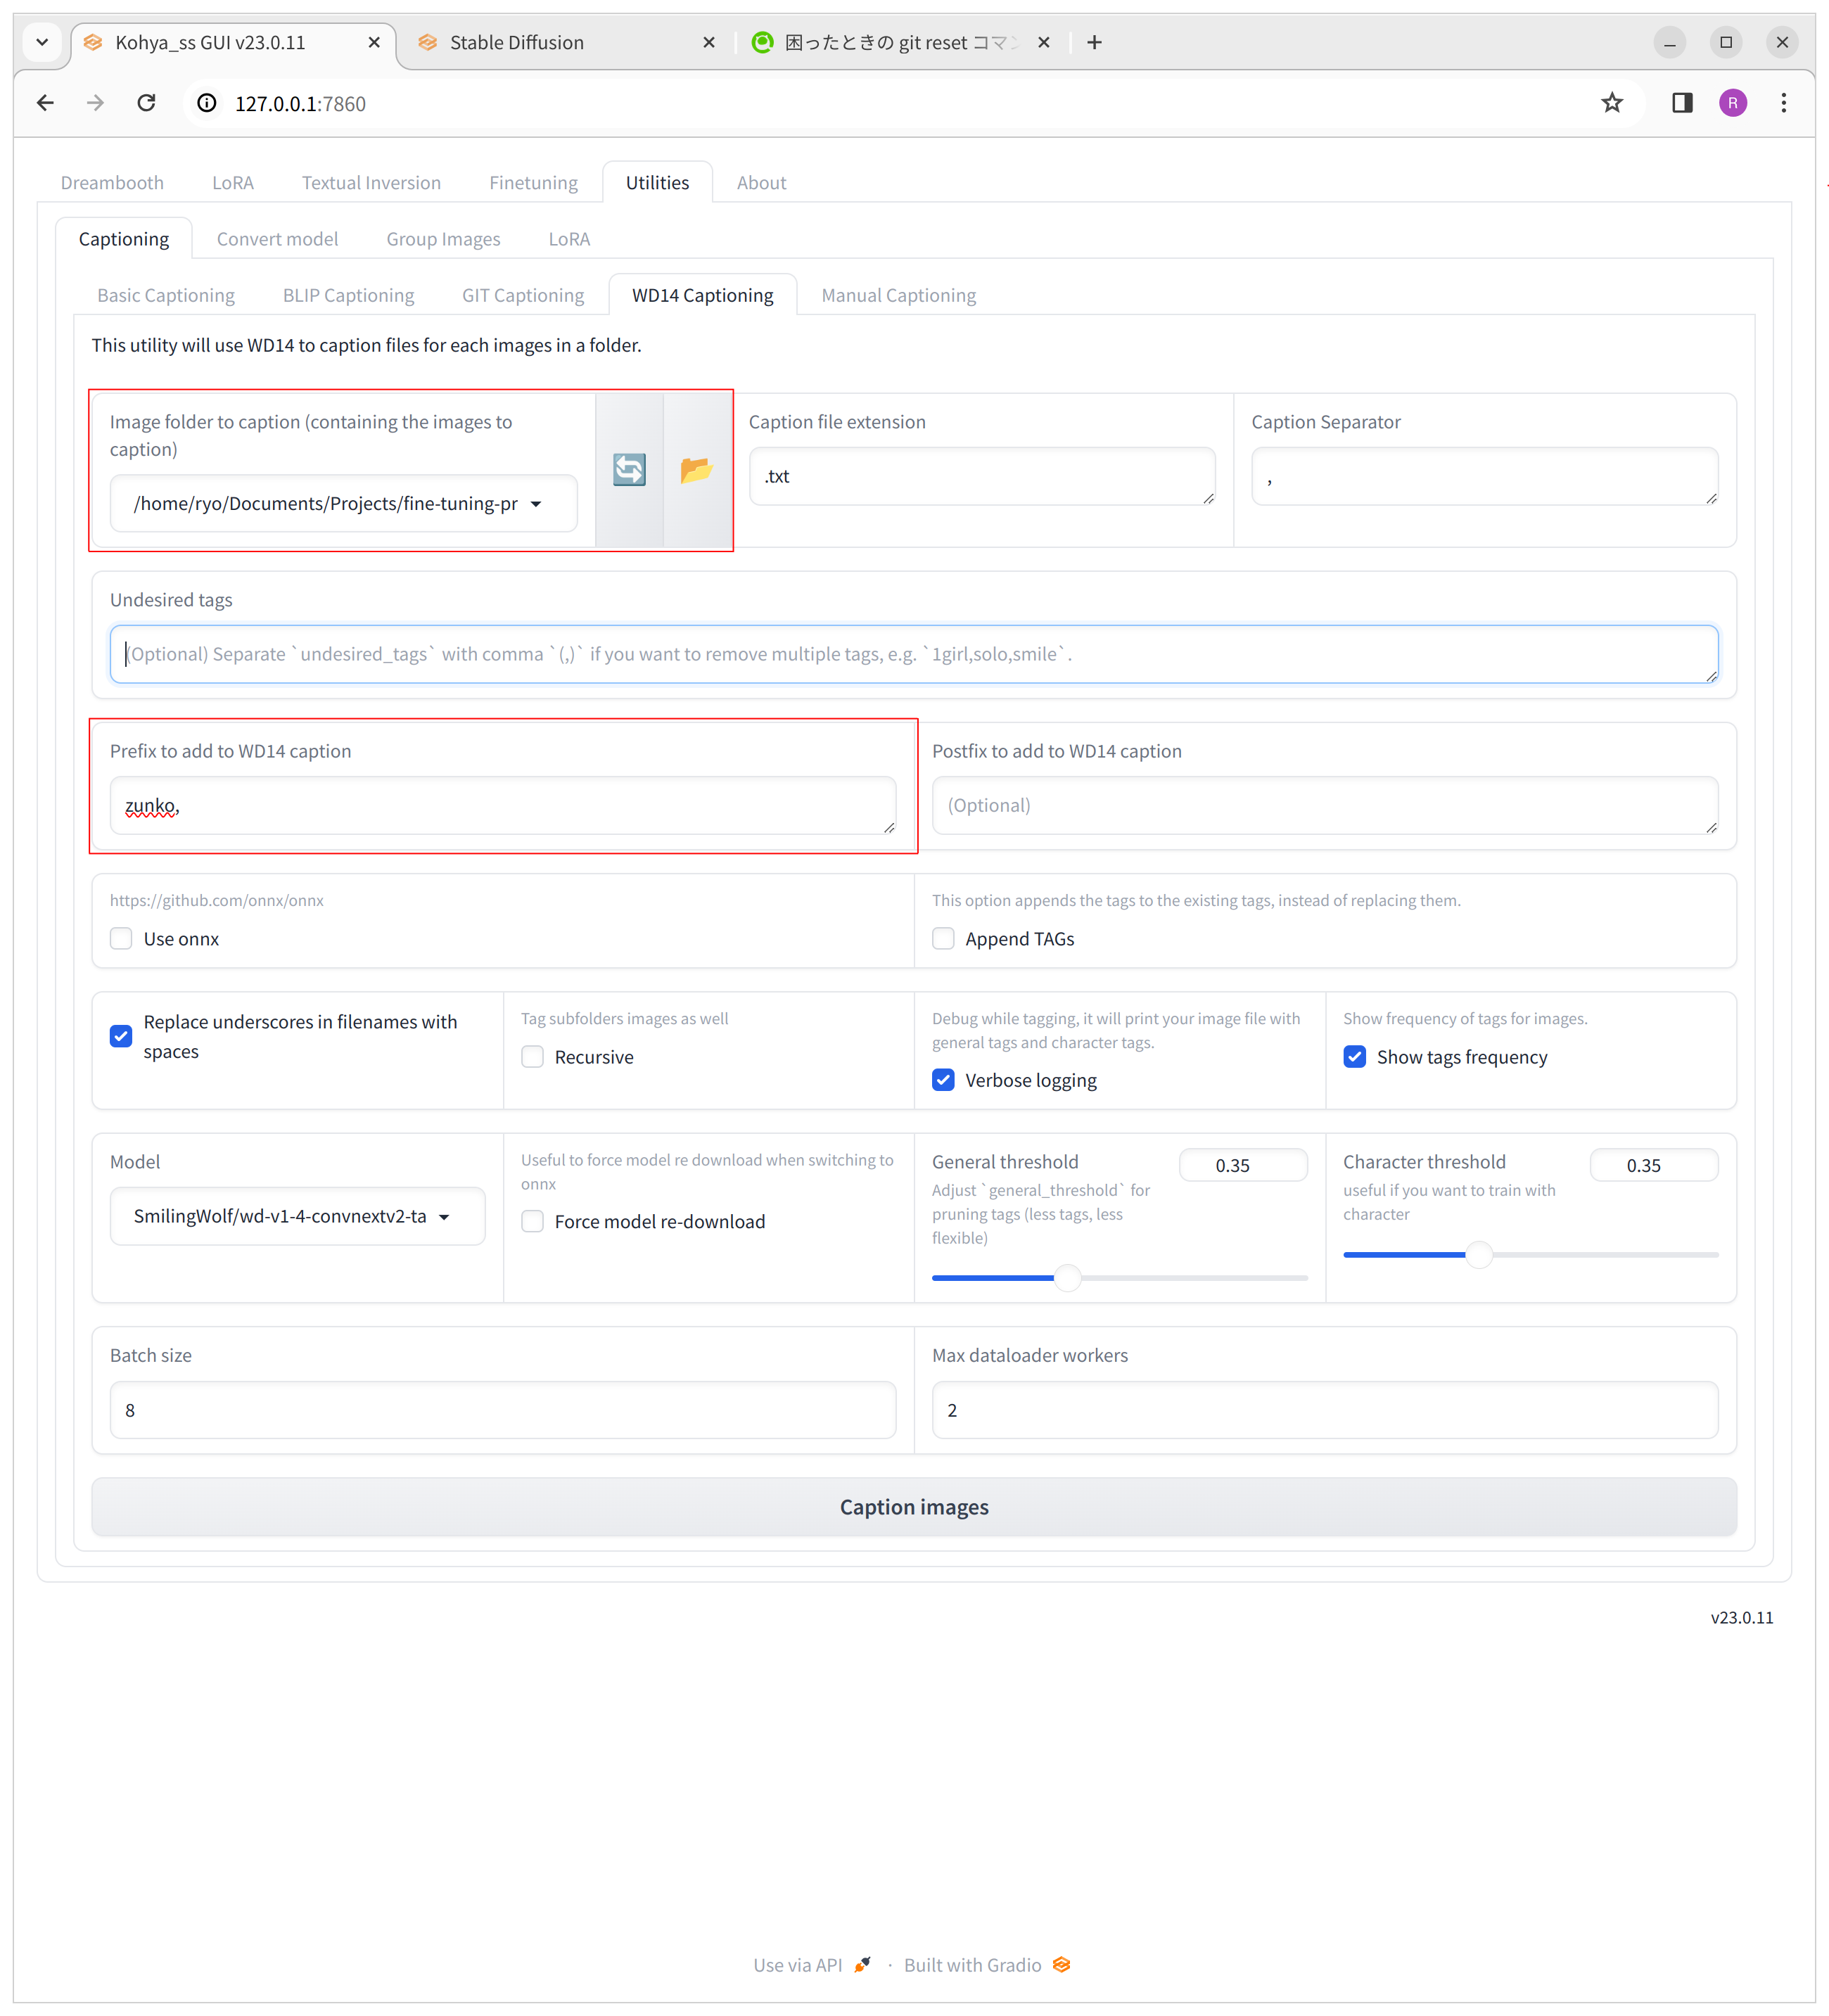 Kohya_ss GUI v23.0.11
Stable Diffusion
困ったときの git reset コマン
127.0.0.1:7860
R
Dreambooth LoRA Textual Inversion Finetuning Utilities About
Captioning Convert model Group Images LoRA
Basic Captioning BLIP Captioning GIT Captioning WD14 Captioning Manual Captioning
This utility will use WD14 to caption files for each images in a folder.
Image folder to caption (containing the images to
caption)
/home/ryo/Documents/Projects/fine-tuning-pr
Caption file extension
.txt
Caption Separator
,
Undesired tags
(Optional) Separate `undesired_tags` with comma `(,)` if you want to remove multiple tags, e.g. `1girl,solo,smile`.
Prefix to add to WD14 caption
zunko,
Postfix to add to WD14 caption
(Optional)
https://github.com/onnx/onnx
Use onnx
This option appends the tags to the existing tags, instead of replacing them.
Append TAGs
Replace underscores in filenames with
spaces
Tag subfolders images as well
Recursive
Debug while tagging, it will print your image file with
general tags and character tags.
Verbose logging
Show frequency of tags for images.
Show tags frequency
Model
SmilingWolf/wd-v1-4-convnextv2-ta
Useful to force model re download when switching to
onnx
Force model re-download
General threshold
0.35
Adjust `general_threshold` for
pruning tags (less tags, less
flexible)
Character threshold
0.35
useful if you want to train with
character
Batch size
8
Max dataloader workers
2
Caption images
v23.0.11
Use via API · Built with Gradio